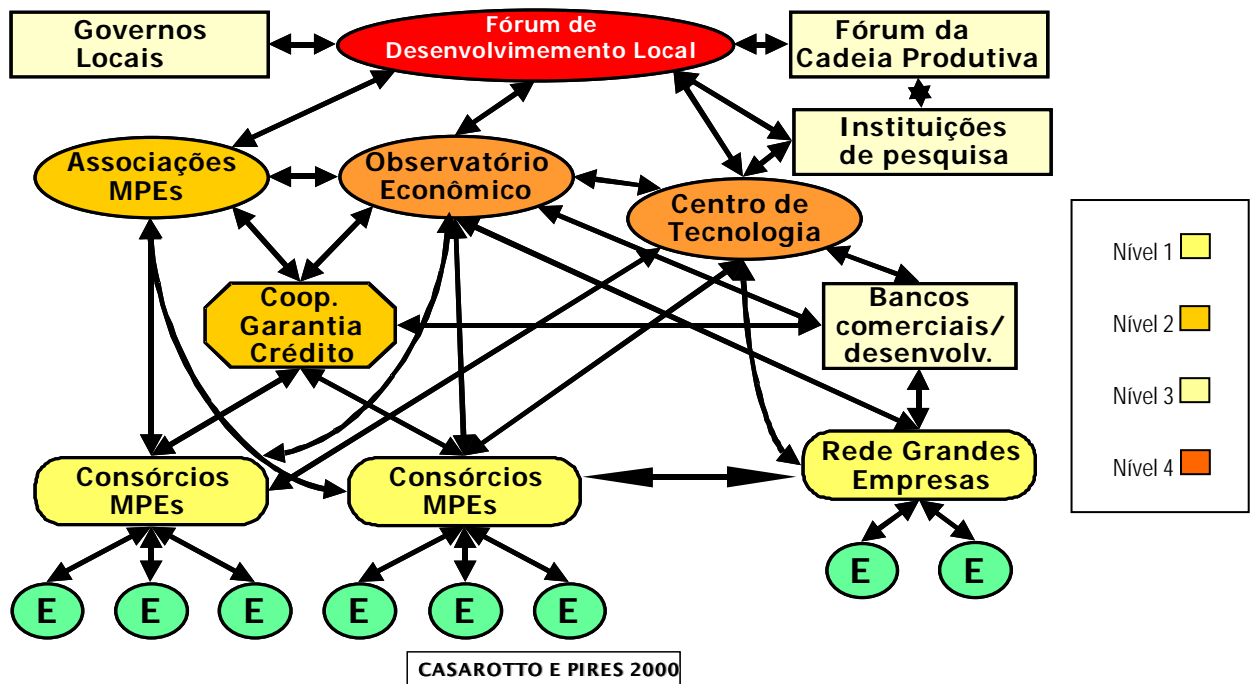 Governos
Locais
Fórum de
Desenvolvimemento Local
Fórum da
Cadeia Produtiva
Instituições
de pesquisa
Associações
MPEs
Observatório
Econômico
Centro de
Tecnologia
Coop.
Garantia
Crédito
Bancos
comerciais/
desenvolv.
Consórcios
MPEs
Consórcios
MPEs
Rede Grandes
Empresas
E
E
E
E
E
E
E
E
Nível 1
Nível 2
Nível 3
Nível 4
CASAROTTO E PIRES 2000